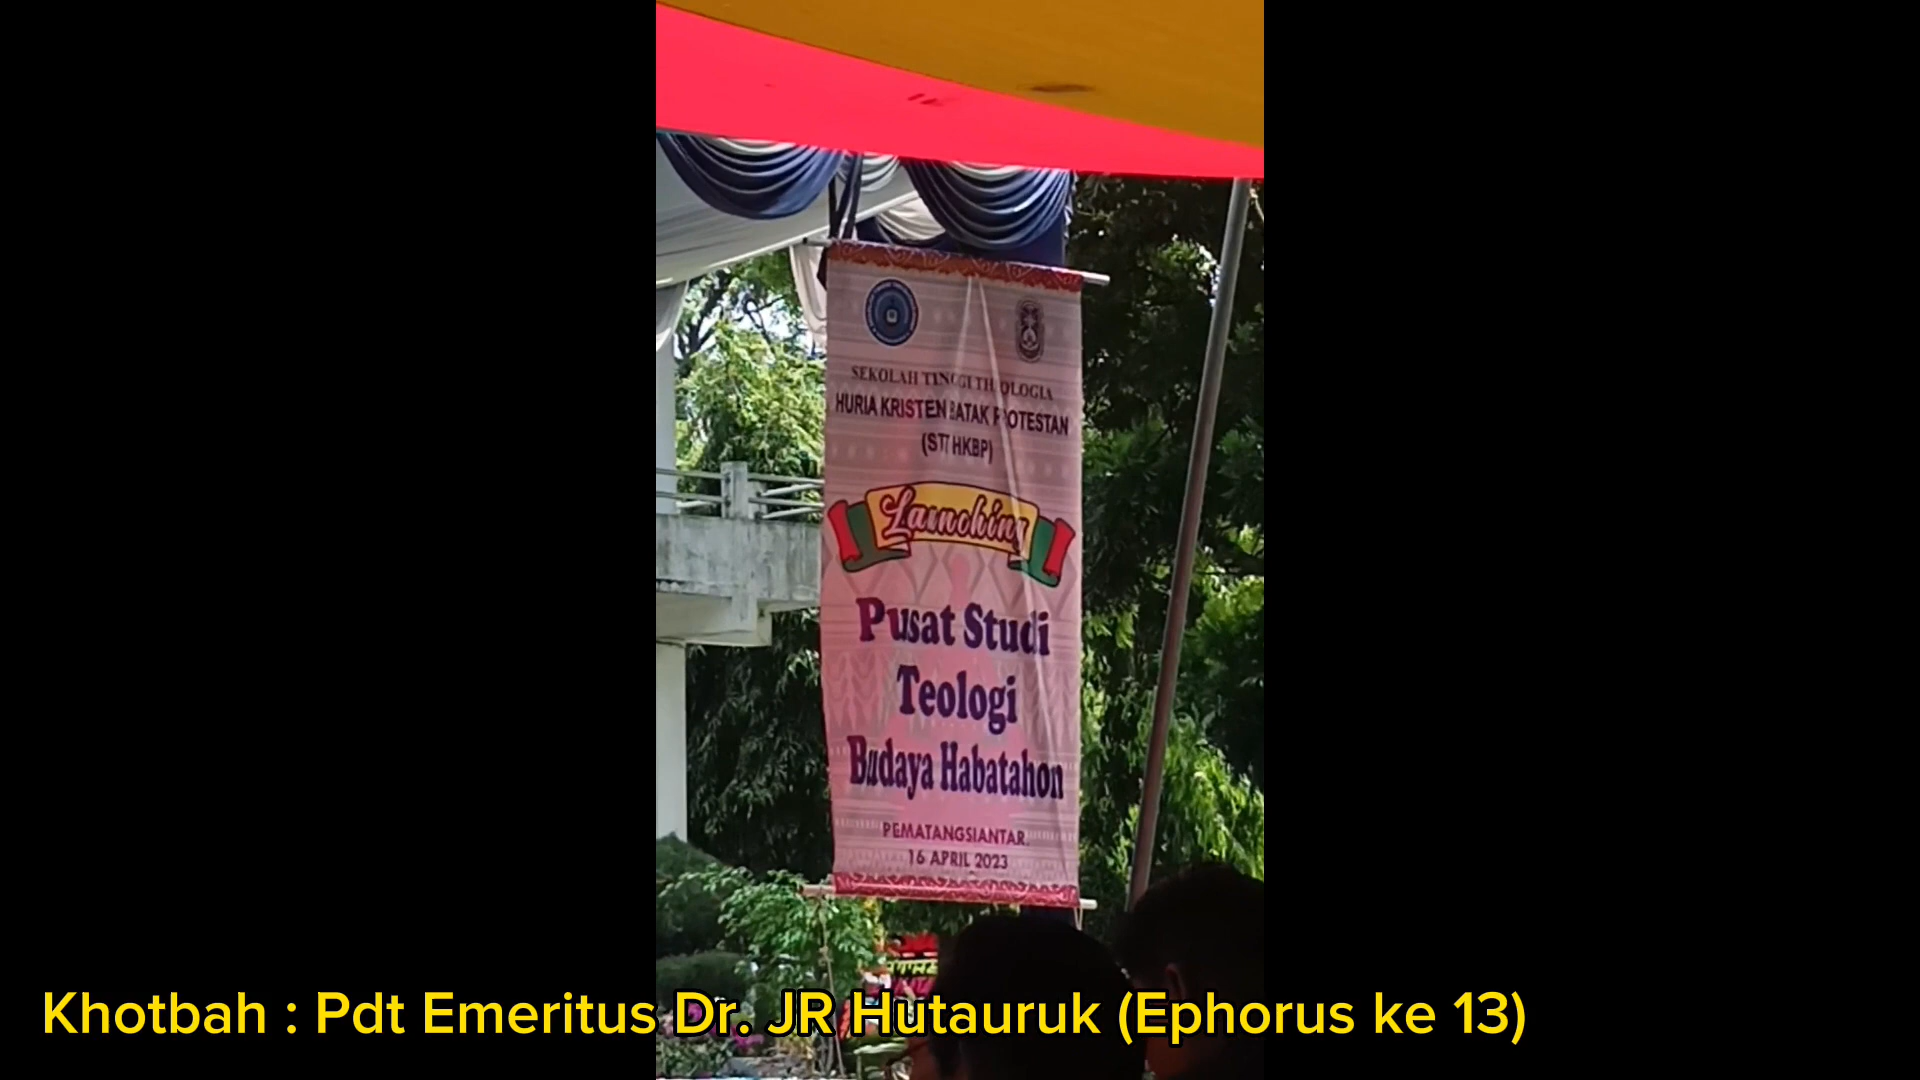 SEKOLAH TINGGI THEOLOGIA
HURIA KRISTEN BATAK PROTESTAN
(STT HKBP)
Launching
Pusat Studi
Teologi
Budaya Habatahon
PEMATANGSIANTAR,
16 APRIL 2023
Khotbah : Pdt Emeritus Dr. JR Hutauruk (Ephorus ke 13)